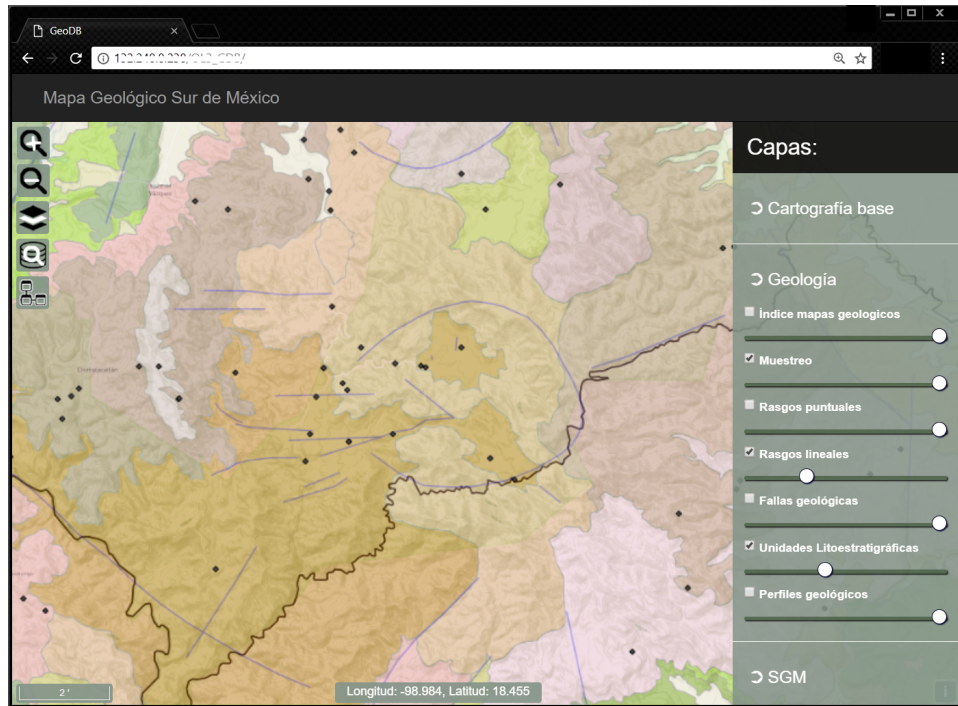 GeoDB
Mapa Geológico Sur de México
Capas:
Cartografía base
Geología
Índice mapas geologicos
Muestreo
Rasgos puntuales
Rasgos lineales
Fallas geológicas
Unidades Litoestratigráficas
Perfiles geológicos
SGM
2 '
Longitud: -98.984, Latitud: 18.455